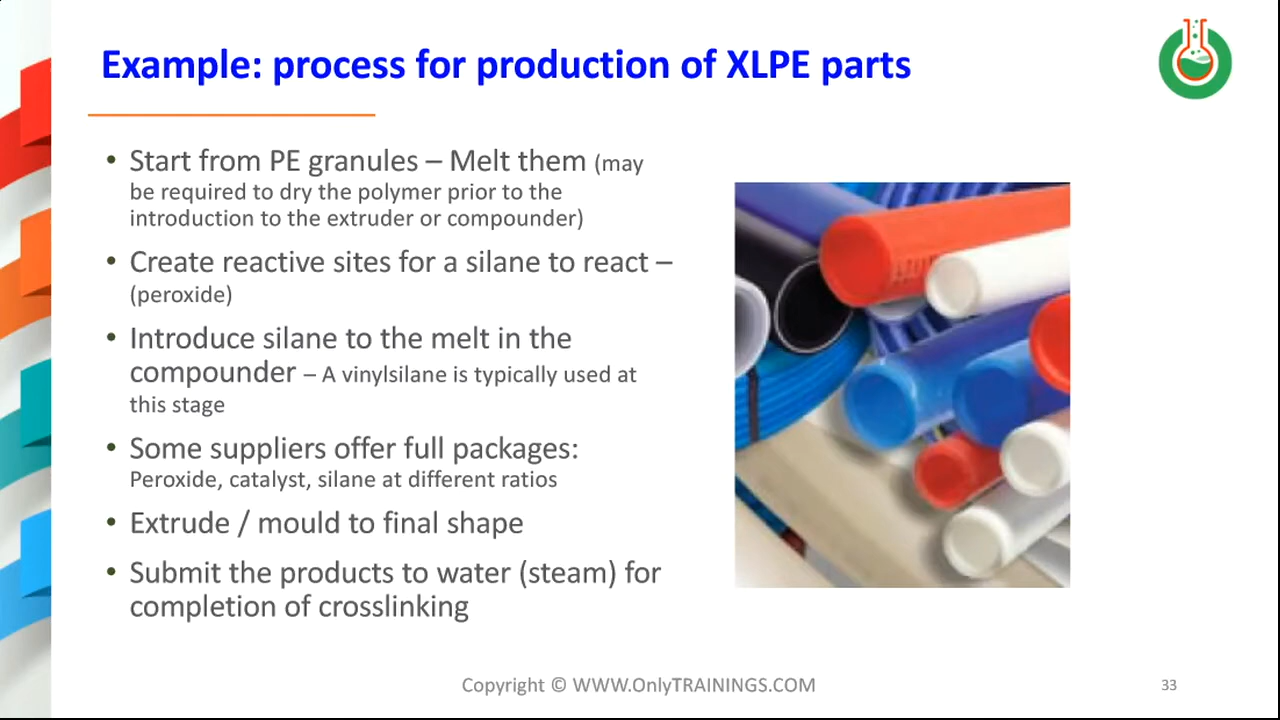 Example: process for production of XLPE parts
• Start from PE granules – Melt them (may
be required to dry the polymer prior to the
introduction to the extruder or compounder)
• Create reactive sites for a silane to react –
(peroxide)
• Introduce silane to the melt in the
compounder – A vinylsilane is typically used at
this stage
• Some suppliers offer full packages:
Peroxide, catalyst, silane at different ratios
• Extrude / mould to final shape
• Submit the products to water (steam) for
completion of crosslinking
Copyright © WWW.OnlyTRAININGS.COM
33